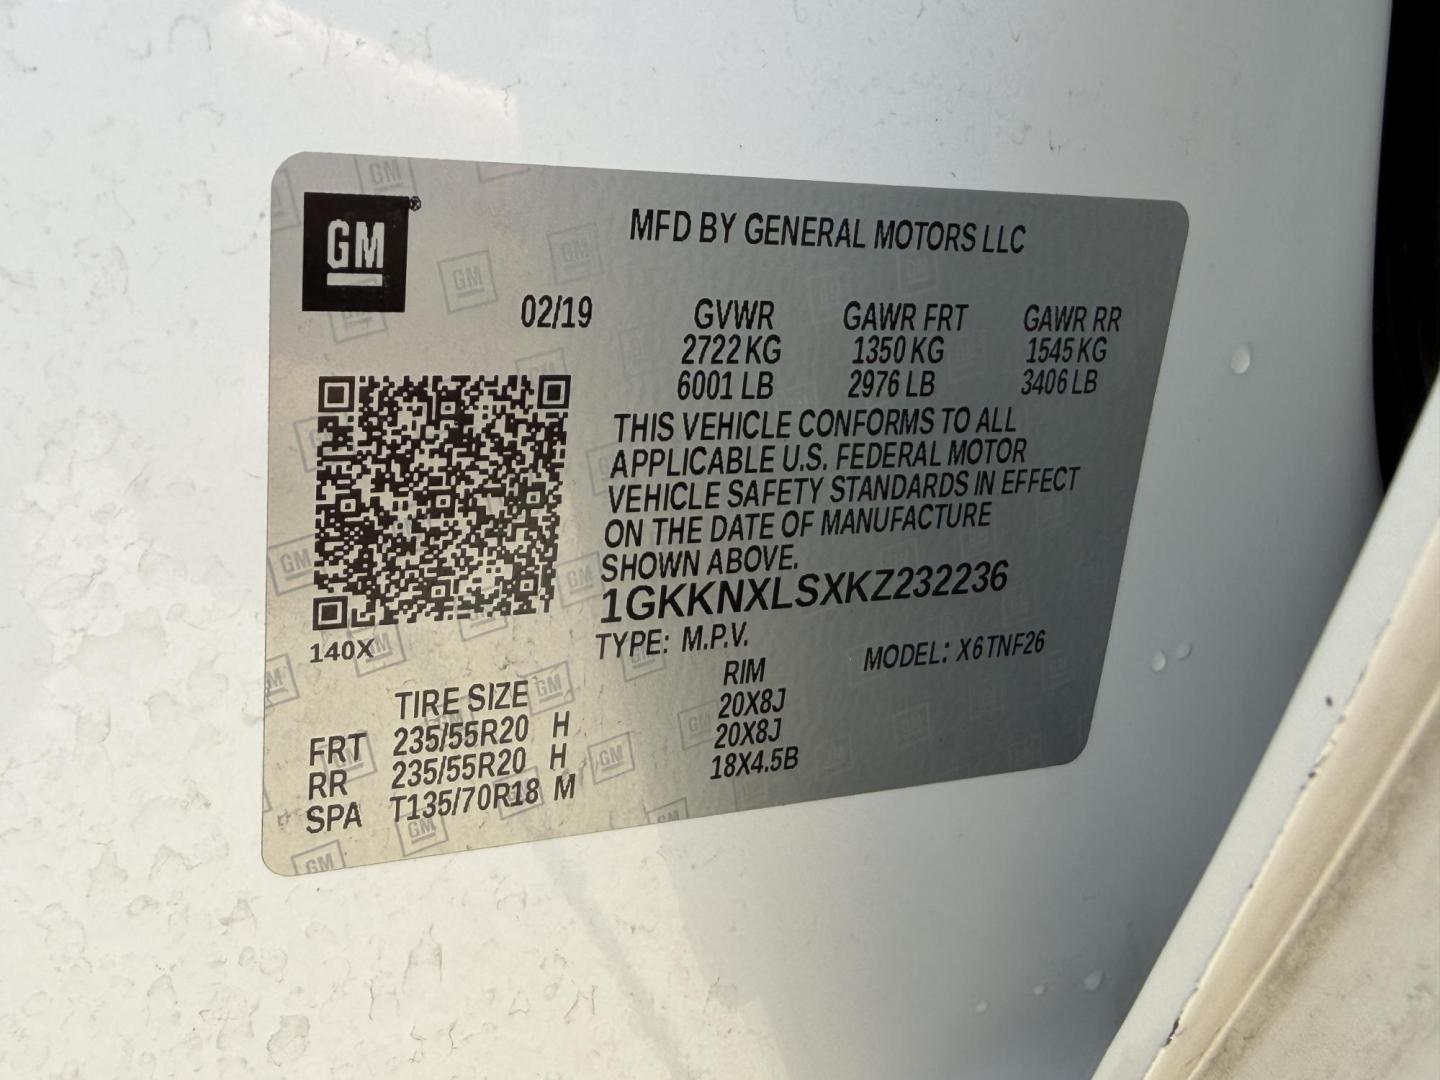 GM®
MFD BY GENERAL MOTORS LLC
02/19 GVWR GAWR FRT GAWR RR
2722 KG 1350 KG 1545 KG
6001 LB 2976 LB 3406 LB
THIS VEHICLE CONFORMS TO ALL
APPLICABLE U.S. FEDERAL MOTOR
VEHICLE SAFETY STANDARDS IN EFFECT
ON THE DATE OF MANUFACTURE
SHOWN ABOVE.
1GKKNXLSXKZ232236
140X
TYPE: M.P.V. MODEL: X6TNF26
TIRE SIZE RIM
FRT 235/55R20 H 20X8J
RR 235/55R20 H 20X8J
SPA T135/70R18 M 18X4.5B